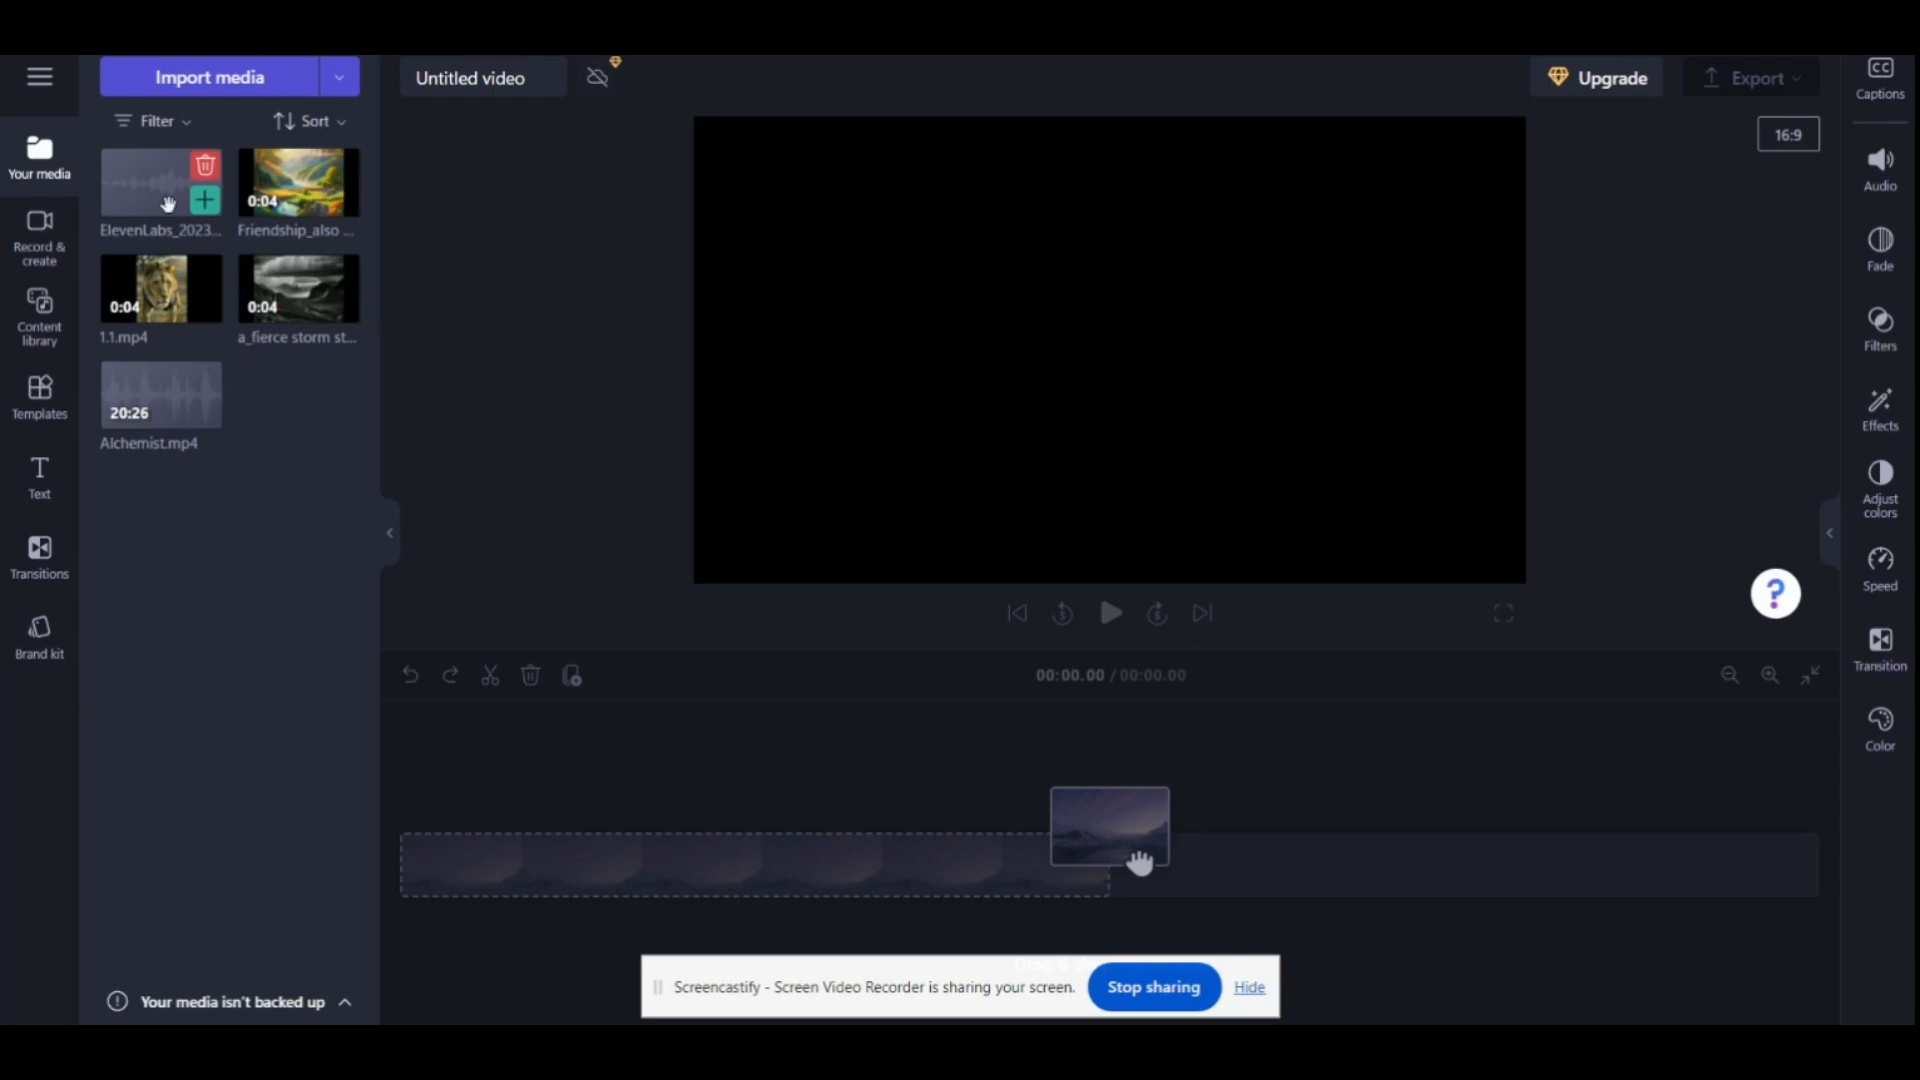 Import media
Untitled video
Upgrade
Export
CC
Captions
Filter
Sort
16:9
Your media
ElevenLabs_2023...
0:04
Friendship_also ...
Audio
Record &
create
Fade
0:04
1.1.mp4
0:04
a_fierce storm st...
Content
library
Filters
Templates
20:26
Alchemist.mp4
Effects
Text
Adjust
colors
Transitions
Speed
?
5
5
Brand kit
00:00.00 / 00:00.00
Transition
Color
Screencastify - Screen Video Recorder is sharing your screen.
Stop sharing
Hide
Your media isn't backed up